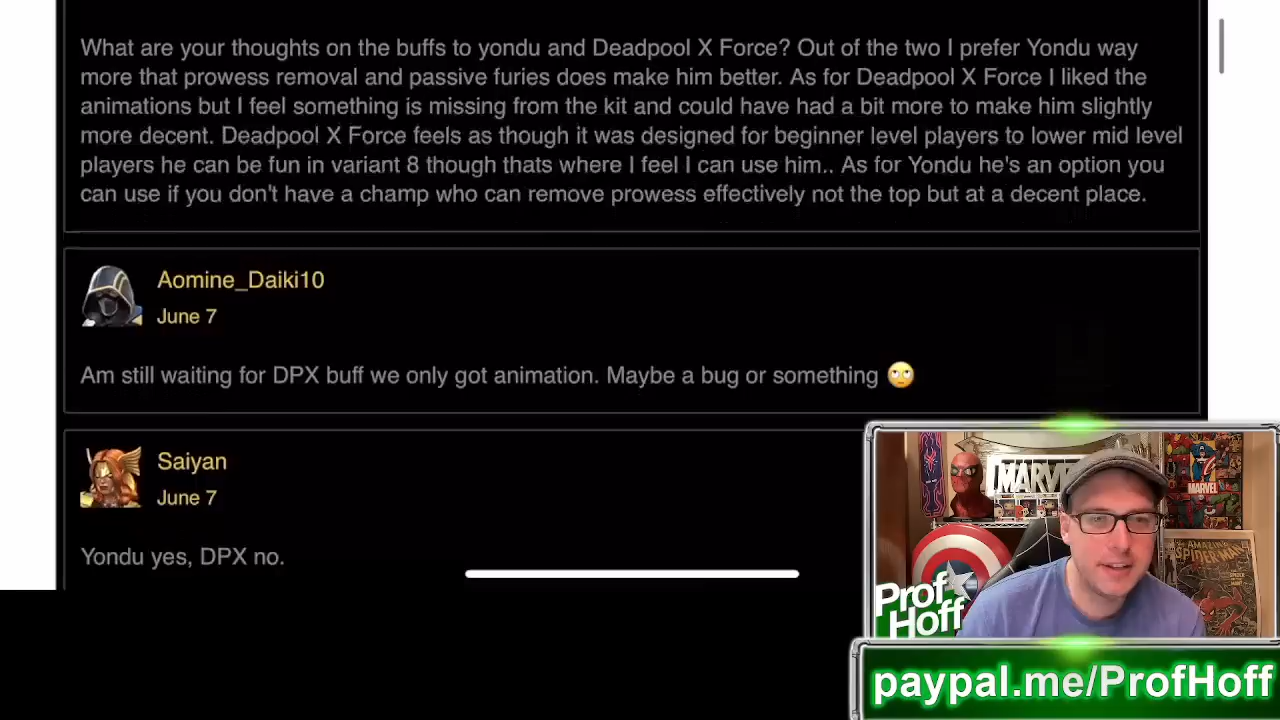 What are your thoughts on the buffs to yondu and Deadpool X Force? Out of the two I prefer Yondu way
more that prowess removal and passive furies does make him better. As for Deadpool X Force I liked the
animations but I feel something is missing from the kit and could have had a bit more to make him slightly
more decent. Deadpool X Force feels as though it was designed for beginner level players to lower mid level
players he can be fun in variant 8 though thats where I feel I can use him.. As for Yondu he's an option you
can use if you don't have a champ who can remove prowess effectively not the top but at a decent place.
Aomine_Daiki10
June 7
Am still waiting for DPX buff we only got animation. Maybe a bug or something 🙄
Saiyan
June 7
Yondu yes, DPX no.
MARVEL
MARVEL
AMAZING
SPIDER-MAN
Prof
Hoff
paypal.me/ProfHoff